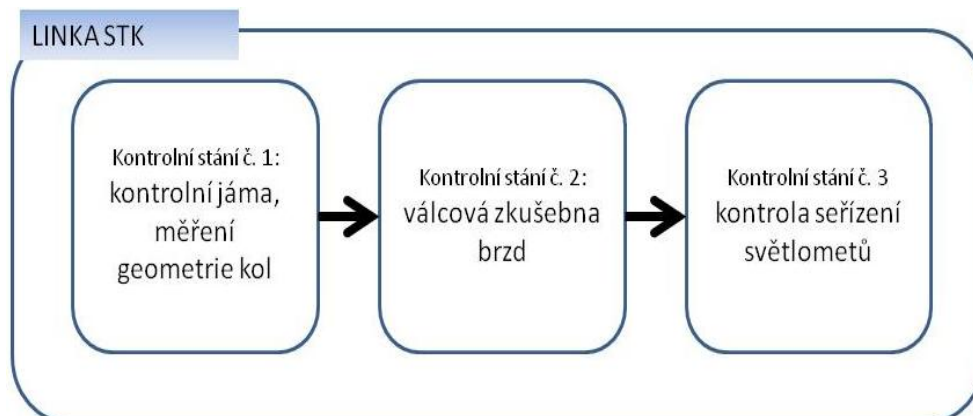 LINKA STK
Kontrolní stání č. 1:
kontrolní jáma,
měření
geometrie kol
Kontrolní stání č. 2:
válcová zkušebna
brzd
Kontrolní stání č. 3
kontrola seřízení
světlometů